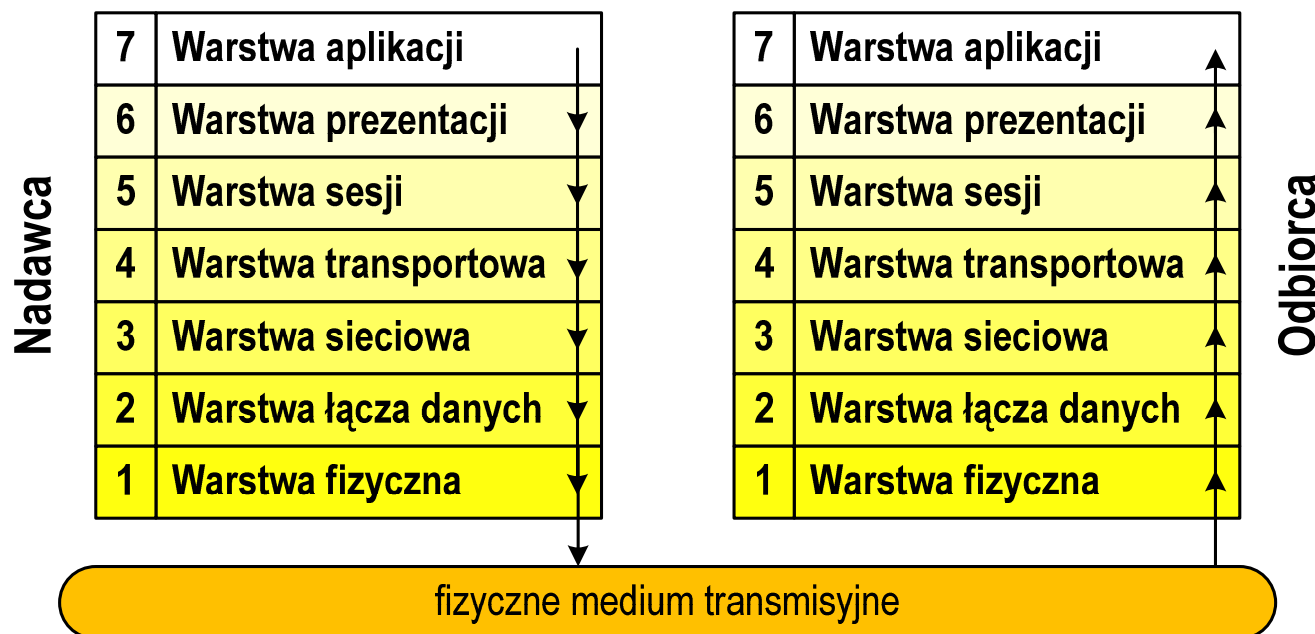 Nadawca
7 Warstwa aplikacji
6 Warstwa prezentacji
5 Warstwa sesji
4 Warstwa transportowa
3 Warstwa sieciowa
2 Warstwa łącza danych
1 Warstwa fizyczna
7 Warstwa aplikacji
6 Warstwa prezentacji
5 Warstwa sesji
4 Warstwa transportowa
3 Warstwa sieciowa
2 Warstwa łącza danych
1 Warstwa fizyczna
Odbiorca
fizyczne medium transmisyjne